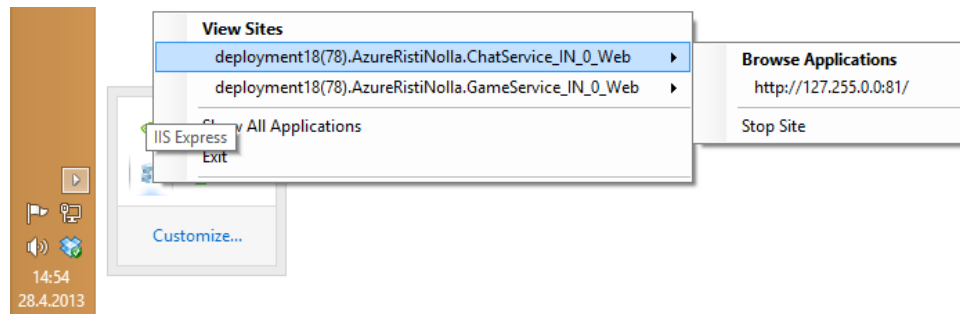 View Sites
deployment18(78).AzureRistiNolla.ChatService_IN_0_Web
deployment18(78).AzureRistiNolla.GameService_IN_0_Web
All Applications
IIS Express
Exit
Browse Applications
http://127.255.0.0:81/
Stop Site
Customize...
14:54
28.4.2013